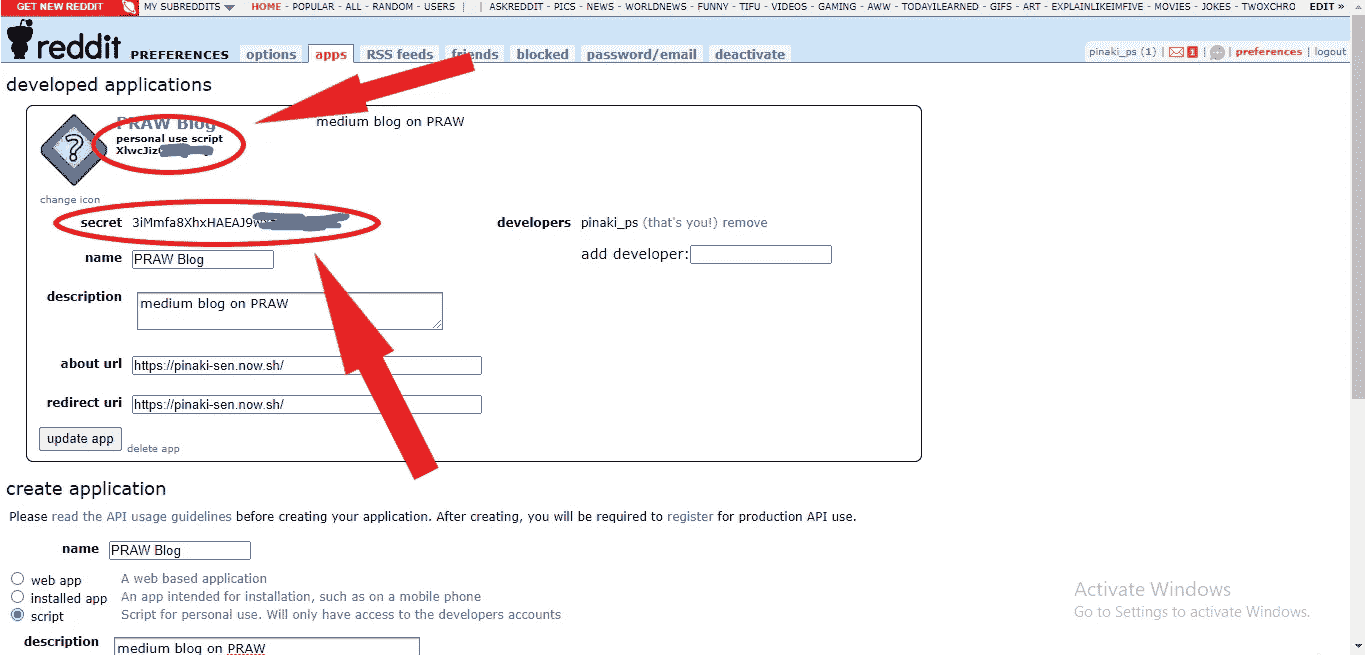 GET NEW REDDIT MY SUBREDDITS HOME - POPULAR - ALL - RANDOM - USERS | | ASKREDDIT - PICS - NEWS - WORLDNEWS - FUNNY - TIFU - VIDEOS - GAMING - AWW - TODAYILEARNED - GIFS - ART - EXPLAINLIKEIMFIVE - MOVIES - JOKES - TWOXCHRO EDIT »
reddit PREFERENCES options apps RSS feeds friends blocked password/email deactivate pinaki_ps (1) | 1 | | preferences | logout
developed applications
PRAW Blog medium blog on PRAW
personal use script
XlwcJiz
change icon
secret 3iMmfa8XhxHAEAJ9w developers pinaki_ps (that's you!) remove
add developer:
name PRAW Blog
description medium blog on PRAW
about url https://pinaki-sen.now.sh/
redirect uri https://pinaki-sen.now.sh/
update app delete app
create application
Please read the API usage guidelines before creating your application. After creating, you will be required to register for production API use.
name PRAW Blog
web app A web based application
installed app An app intended for installation, such as on a mobile phone
script Script for personal use. Will only have access to the developers accounts
description medium blog on PRAW
Activate Windows
Go to Settings to activate Windows.